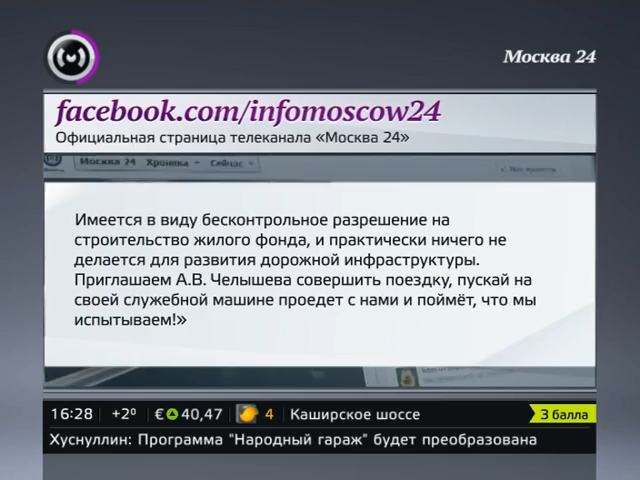 Москва 24
facebook.com/infomoscow24
Официальная страница телеканала «Москва 24»
Москва 24 Хроника Сейчас
Имеется в виду бесконтрольное разрешение на
строительство жилого фонда, и практически ничего не
делается для развития дорожной инфраструктуры.
Приглашаем А.В. Челышева совершить поездку, пускай на
своей служебной машине проедет с нами и поймёт, что мы
испытываем!»
16:28 +2⁰ € 40,47 4 Каширское шоссе 3 балла
Хуснуллин: Программа "Народный гараж" будет преобразована